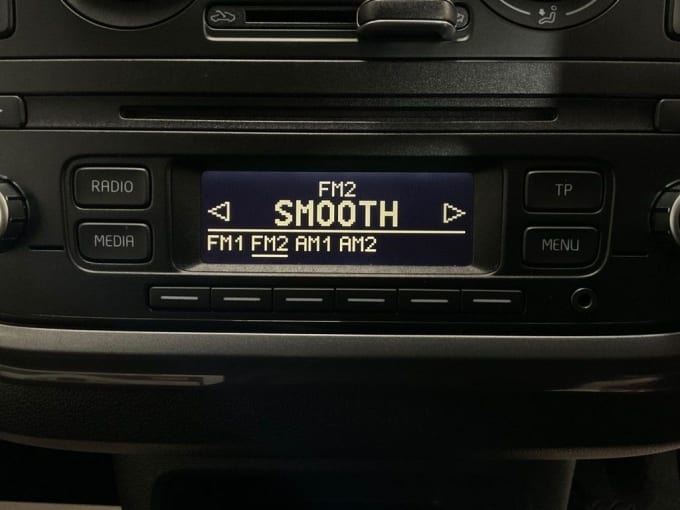 FM2
SMOOTH
FM1 FM2 AM1 AM2
RADIO
MEDIA
TP
MENU